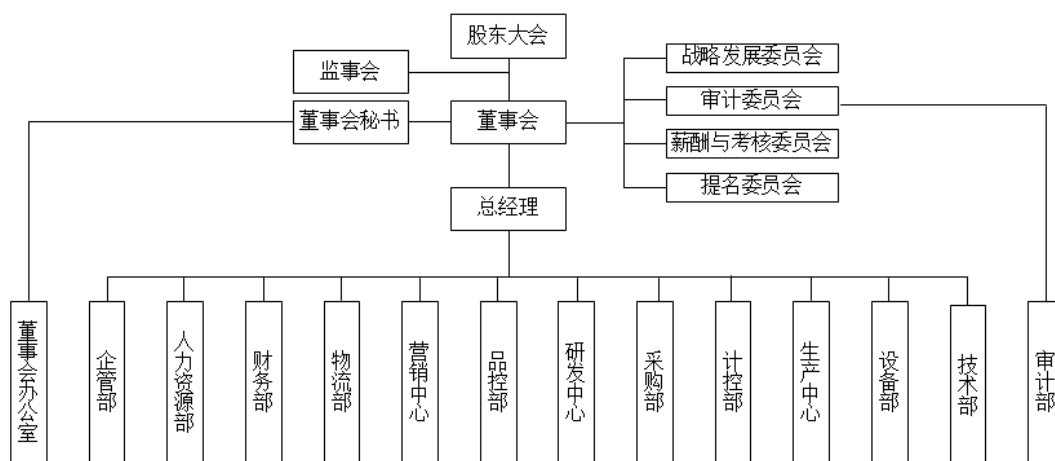 股东大会
监事会
战略发展委员会
审计委员会
董事会秘书
董事会
薪酬与考核委员会
提名委员会
总经理
董事会办公室
企管部
人力资源部
财务部
物流部
营销中心
品控部
研发中心
采购部
计控部
生产中心
设备部
技术部
审计部